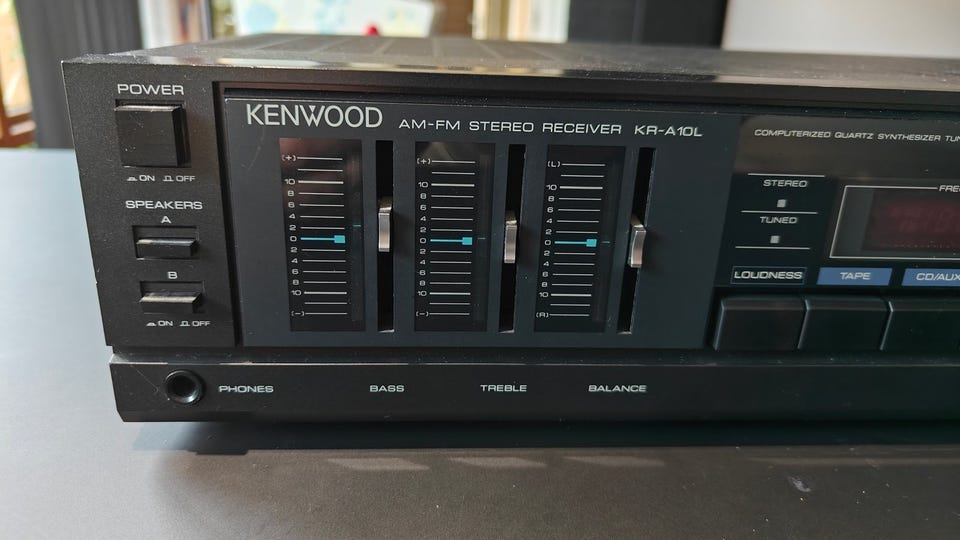 POWER
ON OFF
SPEAKERS
A
B
ON OFF
KENWOOD AM-FM STEREO RECEIVER KR-A10L
(+)
10
8
6
4
2
0
2
4
6
8
10
(-)
(+)
10
8
6
4
2
0
2
4
6
8
10
(-)
(L)
10
8
6
4
2
0
2
4
6
8
10
(R)
COMPUTERIZED QUARTZ SYNTHESIZER TUN
STEREO
TUNED
FRE
LOUDNESS TAPE CD/AUX
PHONES BASS TREBLE BALANCE